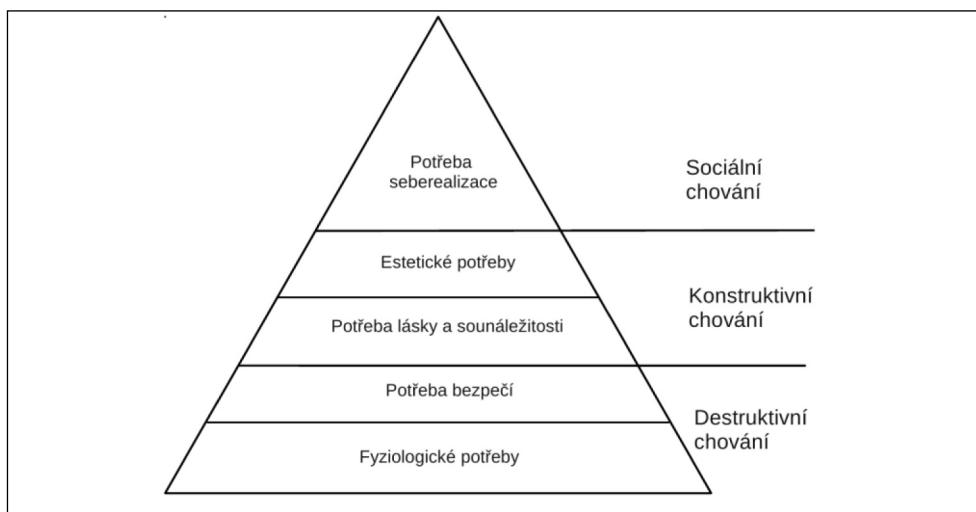 Potřeba
seberealizace
Sociální
chování
Estetické potřeby
Konstruktivní
chování
Potřeba lásky a sounáležitosti
Potřeba bezpečí
Destruktivní
chování
Fyziologické potřeby